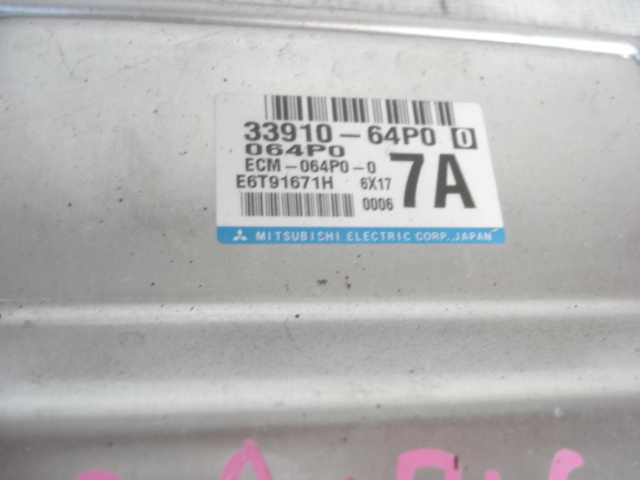 33910-64P0 0
064P0
ECM-064P0-0
7A
E6T91671H 6X17
0006
MITSUBISHI ELECTRIC CORP., JAPAN